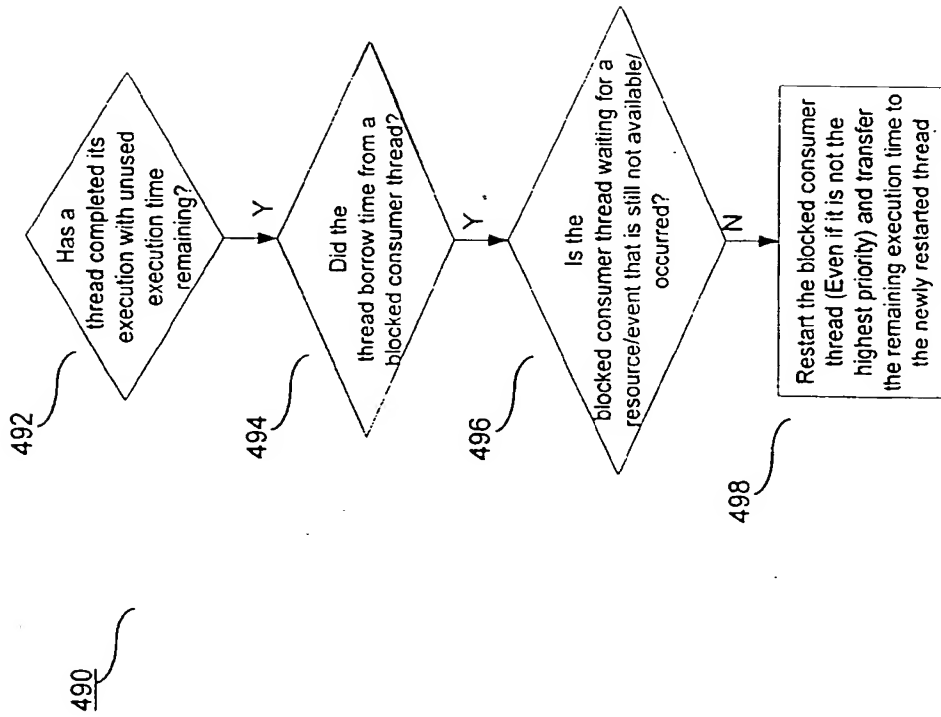 490
492
Has a
thread completed its
execution with unused
execution time
remaining?
Y
494
Did the
thread borrow time from a
blocked consumer thread?
Y
496
Is the
blocked consumer thread waiting for a
resource/event that is still not available/
occurred?
N
498
Restart the blocked consumer
thread (Even if it is not the
highest priority) and transfer
the remaining execution time to
the newly restarted thread